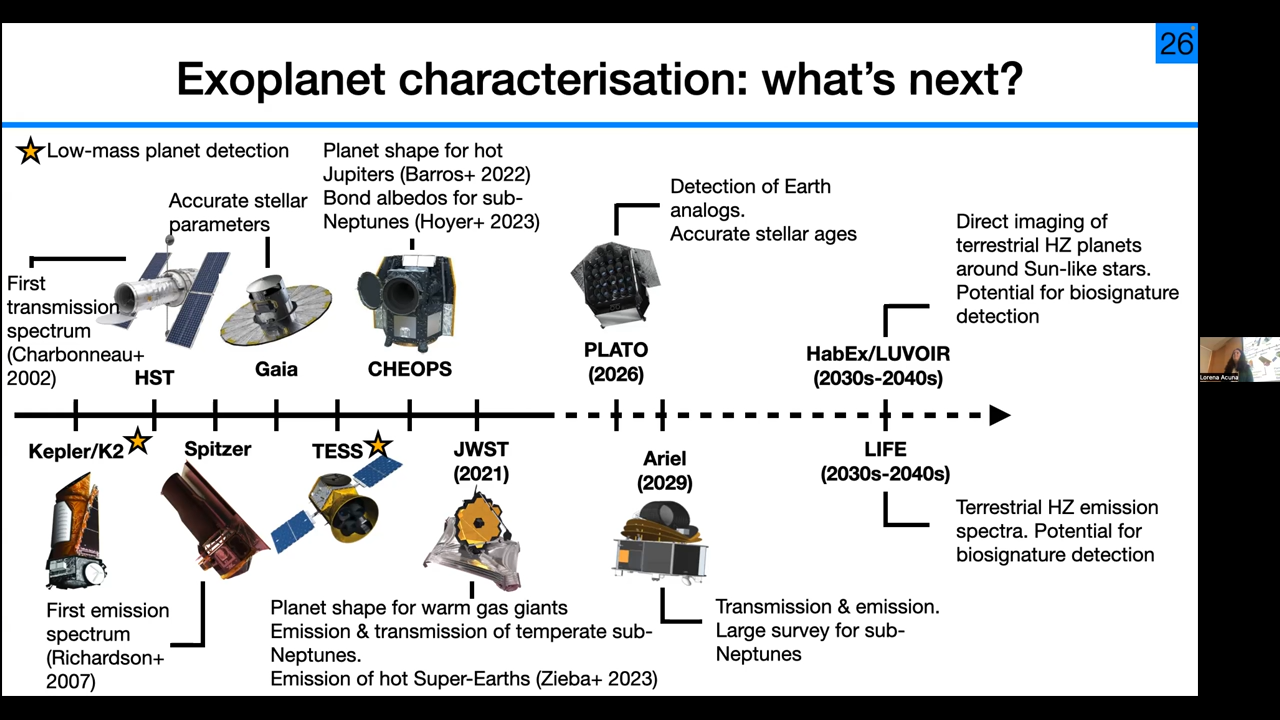 26
Exoplanet characterisation: what's next?
Low-mass planet detection
Planet shape for hot
Jupiters (Barros+ 2022)
Bond albedos for sub-
Neptunes (Hoyer+ 2023)
Accurate stellar
parameters
Detection of Earth
analogs.
Accurate stellar ages
Direct imaging of
terrestrial HZ planets
around Sun-like stars.
Potential for biosignature
detection
First
transmission
spectrum
(Charbonneau+
2002)
HST
Gaia
CHEOPS
PLATO
(2026)
HabEx/LUVOIR
(2030s-2040s)
Lorena Acuna
Kepler/K2
Spitzer
TESS
JWST
(2021)
Ariel
(2029)
LIFE
(2030s-2040s)
Terrestrial HZ emission
spectra. Potential for
biosignature detection
First emission
spectrum
(Richardson+
2007)
Planet shape for warm gas giants
Emission & transmission of temperate sub-
Neptunes.
Emission of hot Super-Earths (Zieba+ 2023)
Transmission & emission.
Large survey for sub-
Neptunes